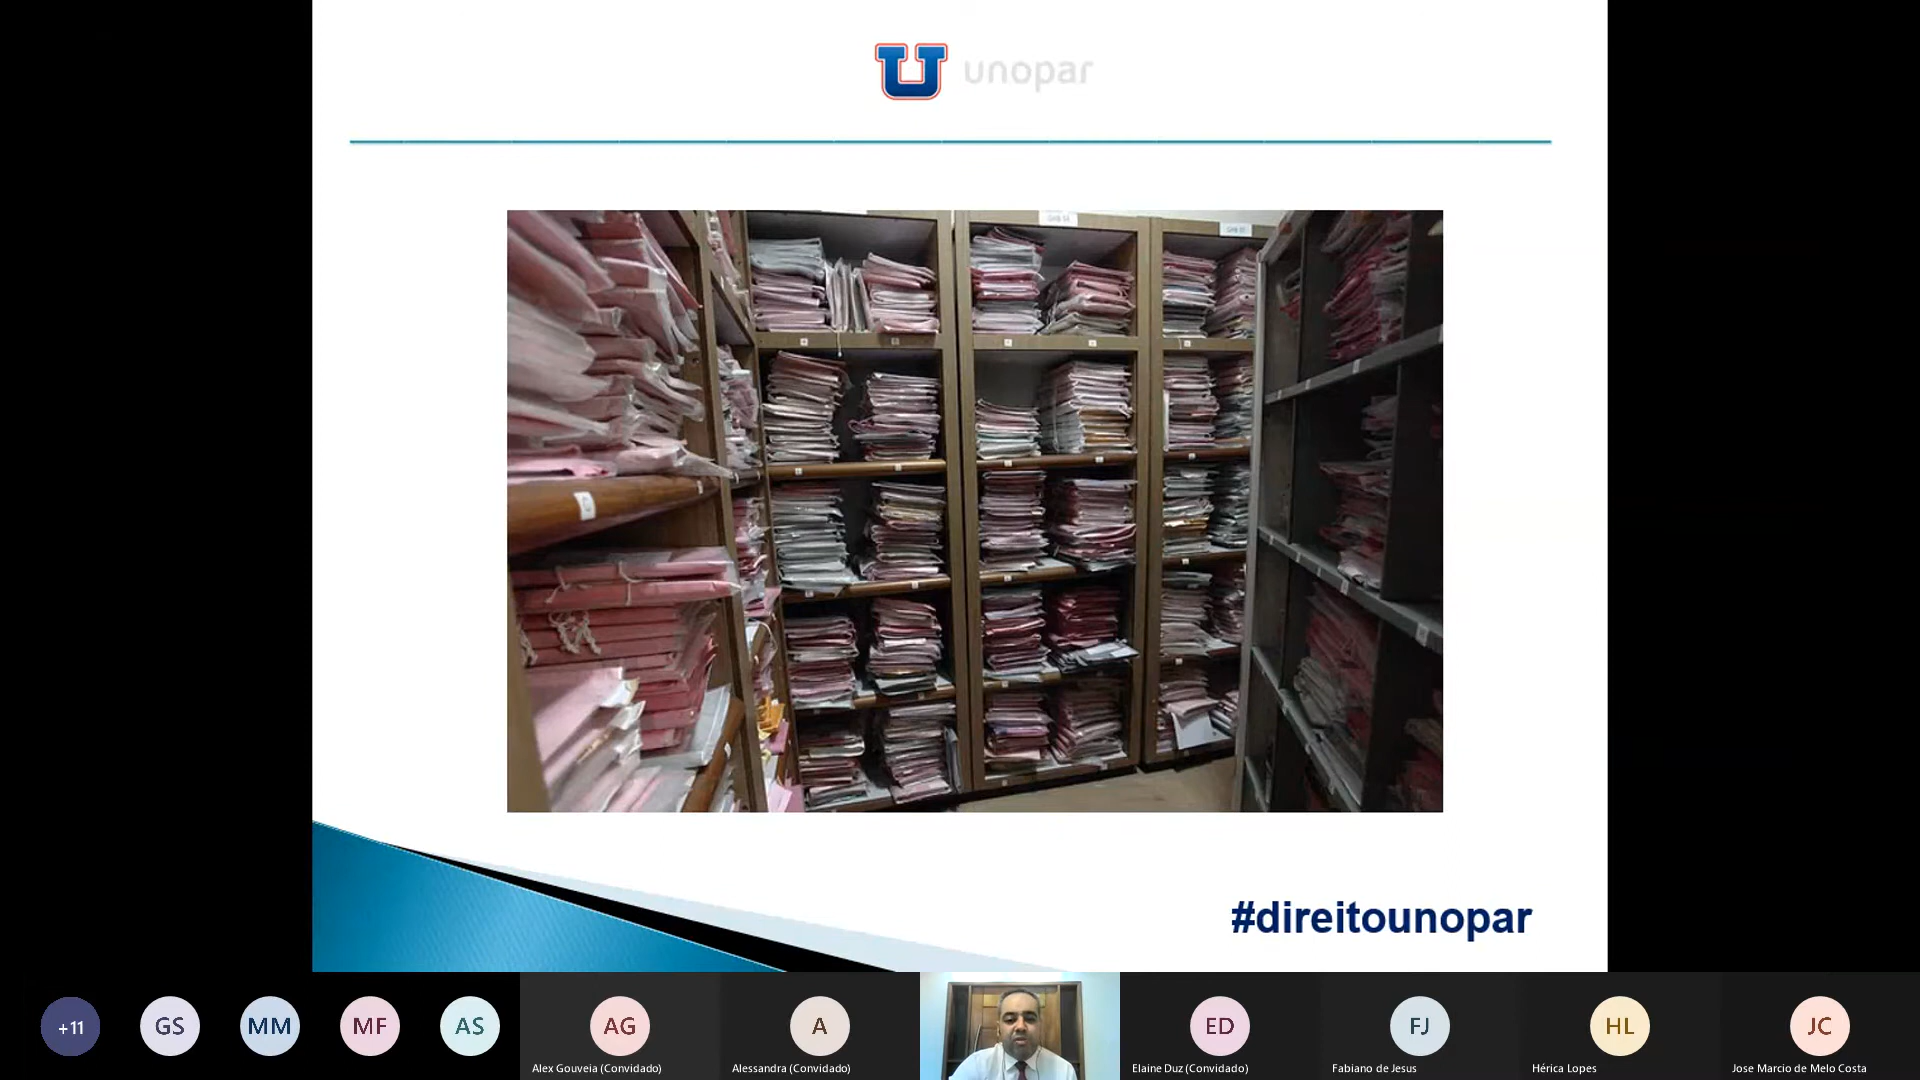 U unopar
#direitounopar
+11
GS
MM
MF
AS
AG
A
ED
FJ
HL
JC
Alex Gouveia (Convidado)
Alessandra (Convidado)
Elaine Duz (Convidado)
Fabiano de Jesus
Hérica Lopes
Jose Marcio de Melo Costa